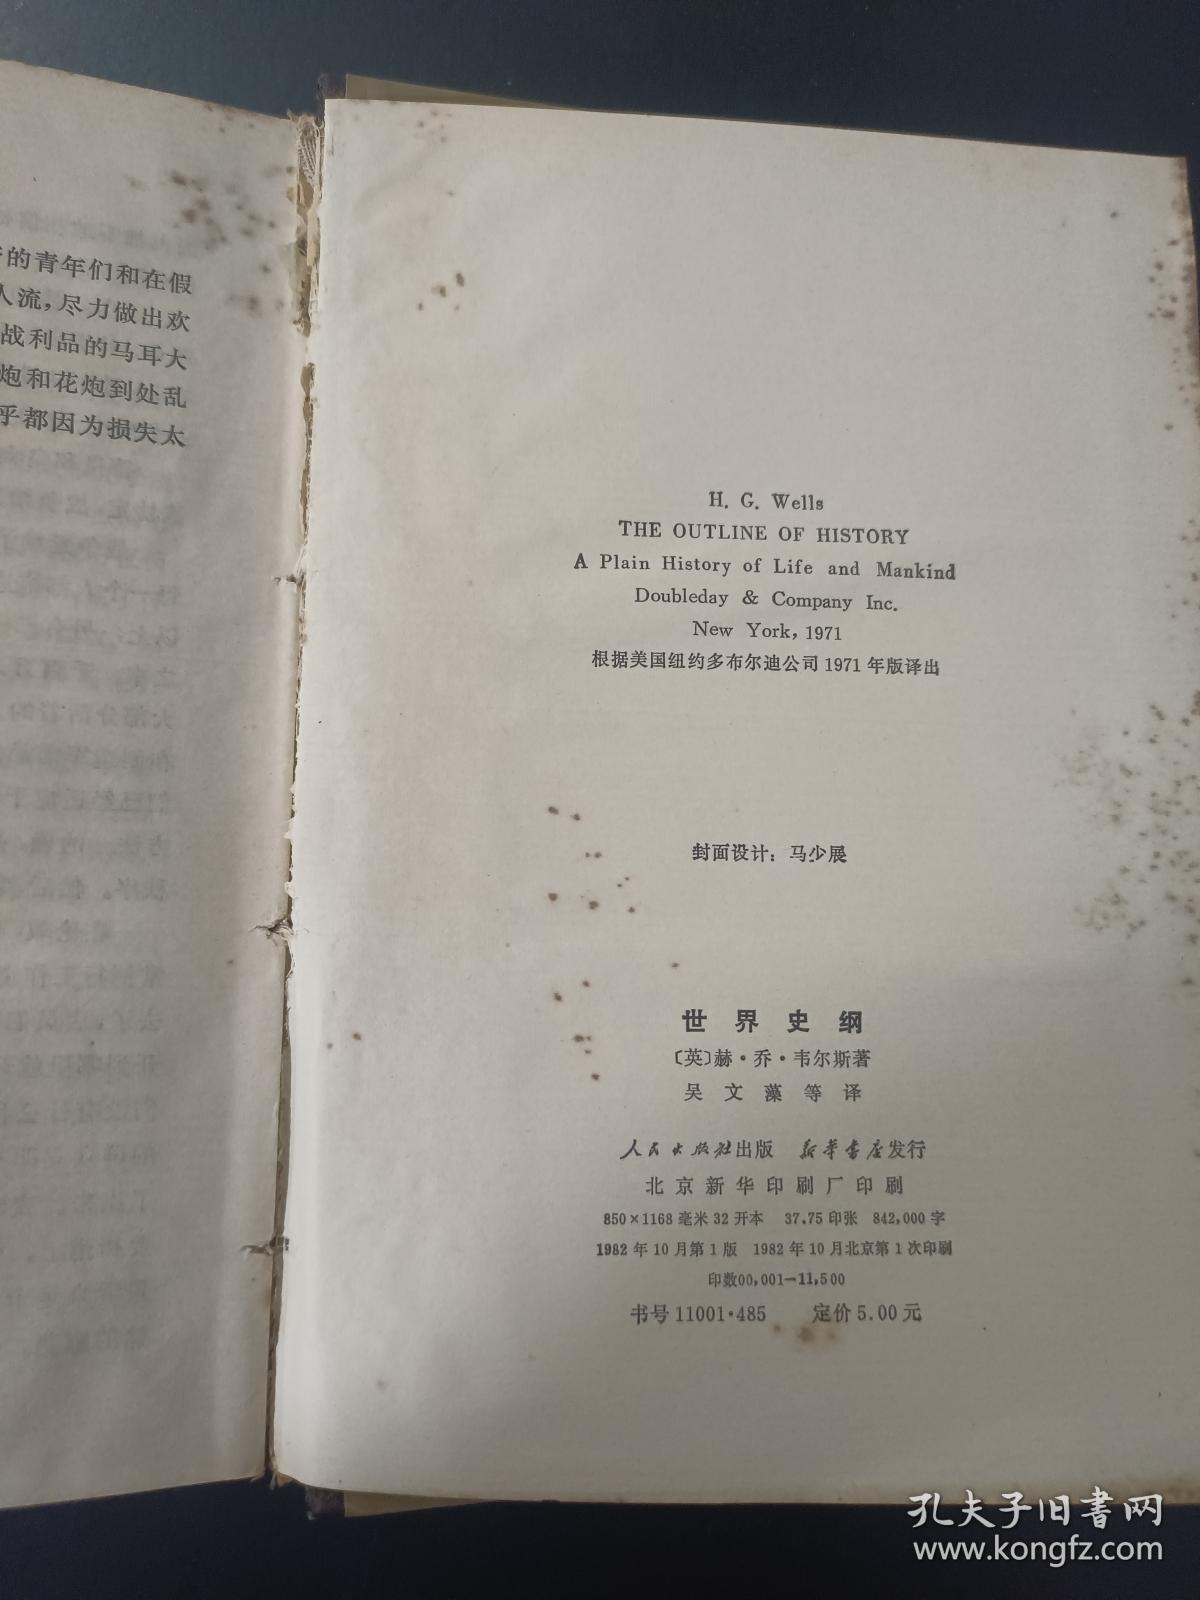 的青年们和在假
人流，尽力做出欢
战利品的马耳大
炮和花炮到处乱
乎都因为损失太
H. G. Wells
THE OUTLINE OF HISTORY
A Plain History of Life and Mankind
Doubleday & Company Inc.
New York, 1971
根据美国纽约多布尔迪公司1971年版译出
封面设计：马少展
世界史纲
〔英〕赫·乔·韦尔斯著
吴文藻等译
人民出版社出版 新华书店发行
北京新华印刷厂印刷
850×1168毫米32开本 37.75印张 842,000字
1982年10月第1版 1982年10月北京第1次印刷
印数00,001—11,500
书号11001·485 定价5.00元
孔夫子旧书网
www.kongfz.com